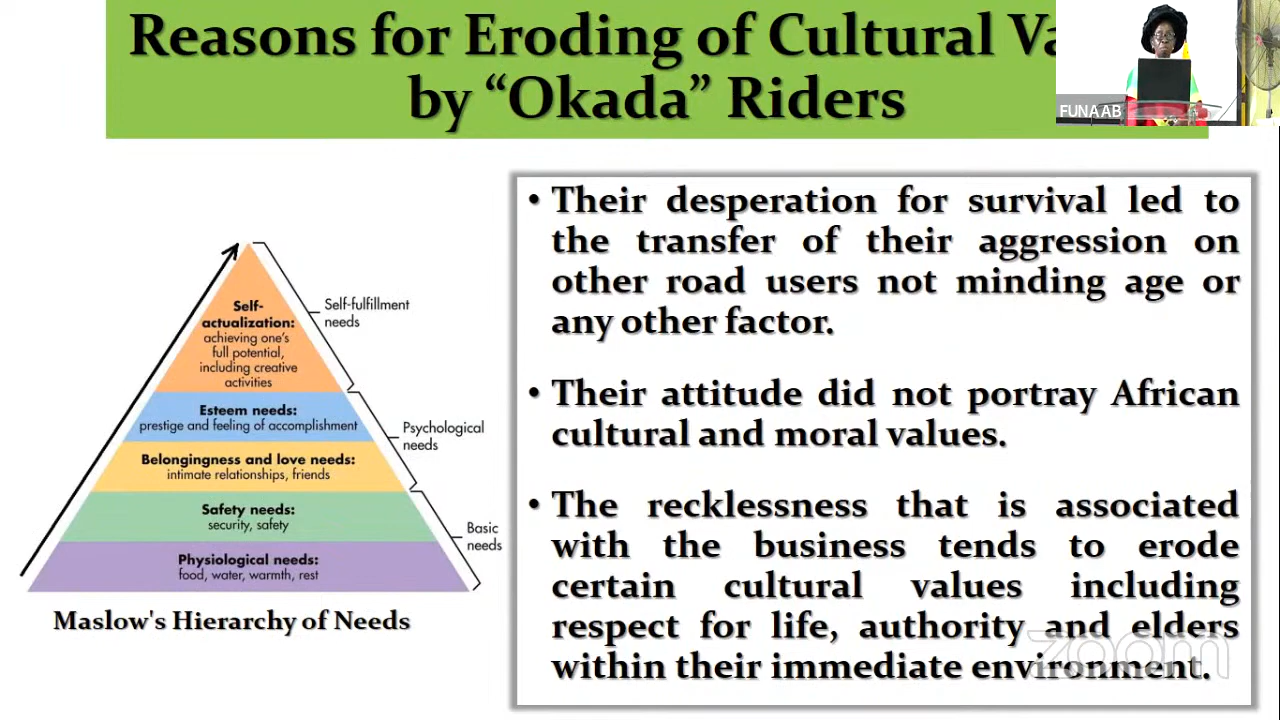 Reasons for Eroding of Cultural
by “Okada” Riders
FUNAAB
• Their desperation for survival led to
the transfer of their aggression on
other road users not minding age or
any other factor.
• Their attitude did not portray African
cultural and moral values.
• The recklessness that is associated
with the business tends to erode
certain cultural values including
respect for life, authority and elders
within their immediate environment.
Self-
actualization:
achieving one's
full potential,
including creative
activities
Self-fulfillment
needs
Esteem needs:
prestige and feeling of accomplishment
Psychological
needs
Belongingness and love needs:
intimate relationships, friends
Safety needs:
security, safety
Basic
needs
Physiological needs:
food, water, warmth, rest
Maslow's Hierarchy of Needs
zoom